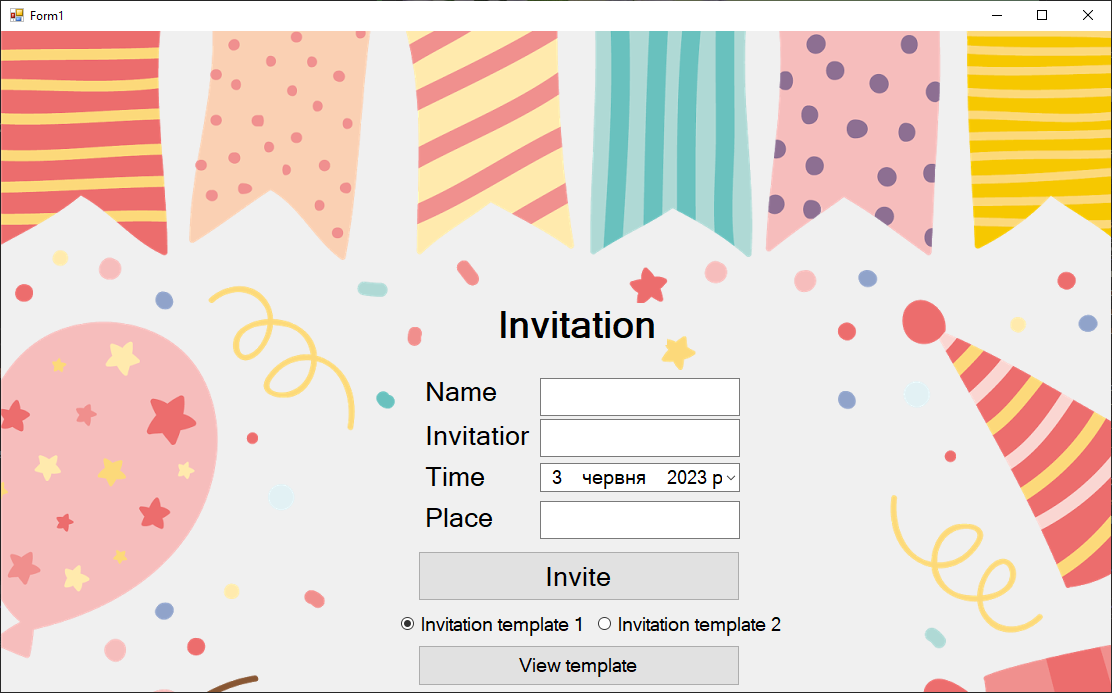 Form1
Invitation
Name
Invitatior
Time 3 червня 2023 р
Place
Invite
Invitation template 1 Invitation template 2
View template